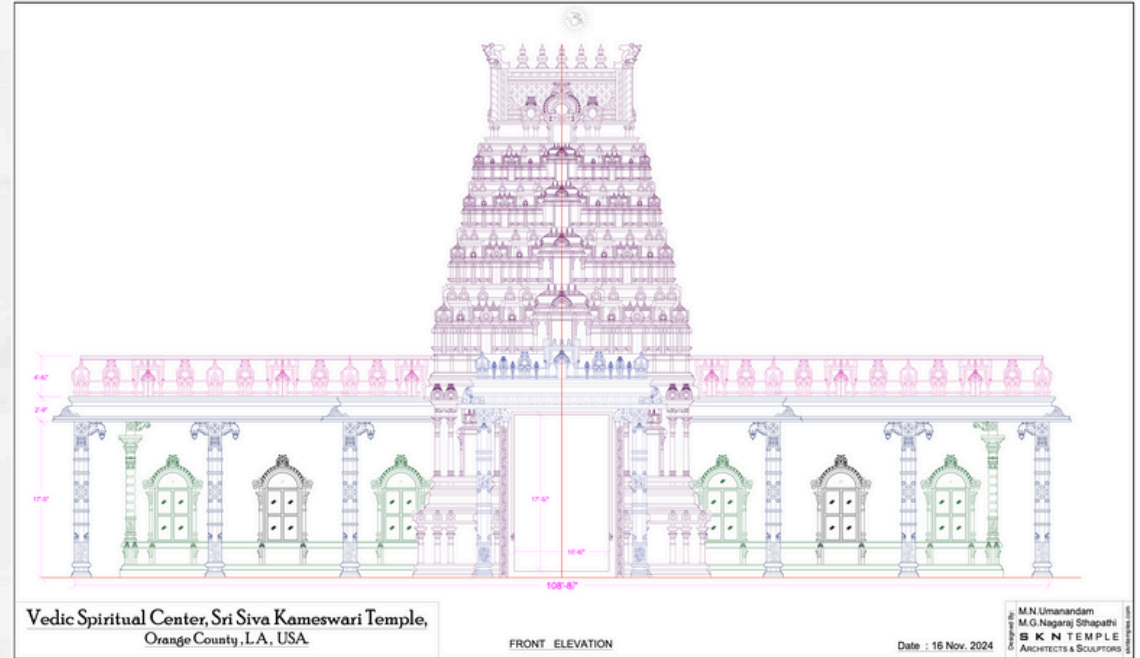 4'-6"
2'-9"
17'-5"
17'-5"
10'-6"
108'-8"
Vedic Spiritual Center, Sri Siva Kameswari Temple,
Orange County , L A , USA.
FRONT ELEVATION
Date : 16 Nov. 2024
Designed By:
M.N.Umanandam
M.G.Nagaraj Sthapathi
S K N TEMPLE
ARCHITECTS & SCULPTORS
skntemples.com